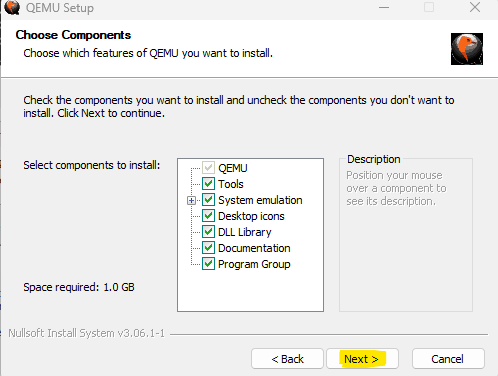 QEMU Setup
Choose Components
Choose which features of QEMU you want to install.
Check the components you want to install and uncheck the components you don't want to
install. Click Next to continue.
Select components to install:
QEMU
Tools
System emulation
Desktop icons
DLL Library
Documentation
Program Group
Description
Position your mouse
over a component to
see its description.
Space required: 1.0 GB
Nullsoft Install System v3.06.1-1
< Back
Next >
Cancel